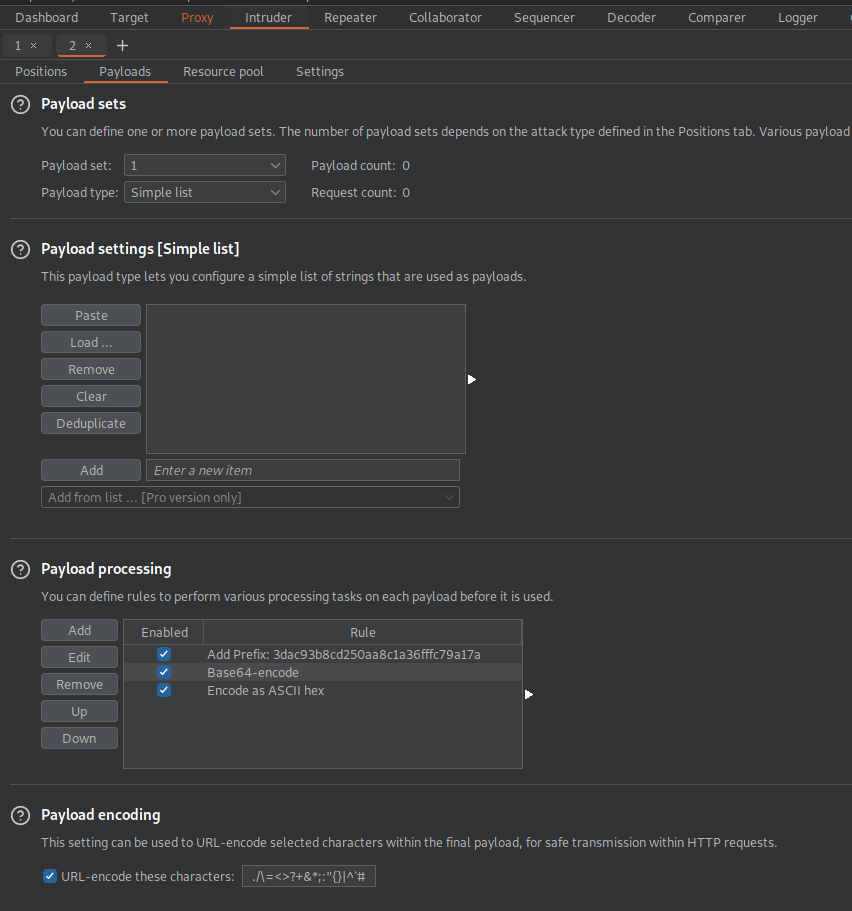 Dashboard Target Proxy Intruder Repeater Collaborator Sequencer Decoder Comparer Logger
1 × 2 × +
Positions Payloads Resource pool Settings
? Payload sets
You can define one or more payload sets. The number of payload sets depends on the attack type defined in the Positions tab. Various payload
Payload set: 1 Payload count: 0
Payload type: Simple list Request count: 0
? Payload settings [Simple list]
This payload type lets you configure a simple list of strings that are used as payloads.
Paste
Load ...
Remove
Clear
Deduplicate
Add Enter a new item
Add from list ... [Pro version only]
? Payload processing
You can define rules to perform various processing tasks on each payload before it is used.
Add Enabled Rule
Edit Add Prefix: 3dac93b8cd250aa8c1a36fffc79a17a
Remove Base64-encode
Up Encode as ASCII hex
Down
? Payload encoding
This setting can be used to URL-encode selected characters within the final payload, for safe transmission within HTTP requests.
URL-encode these characters: ./\=<>?+&*;:"{}|^`#